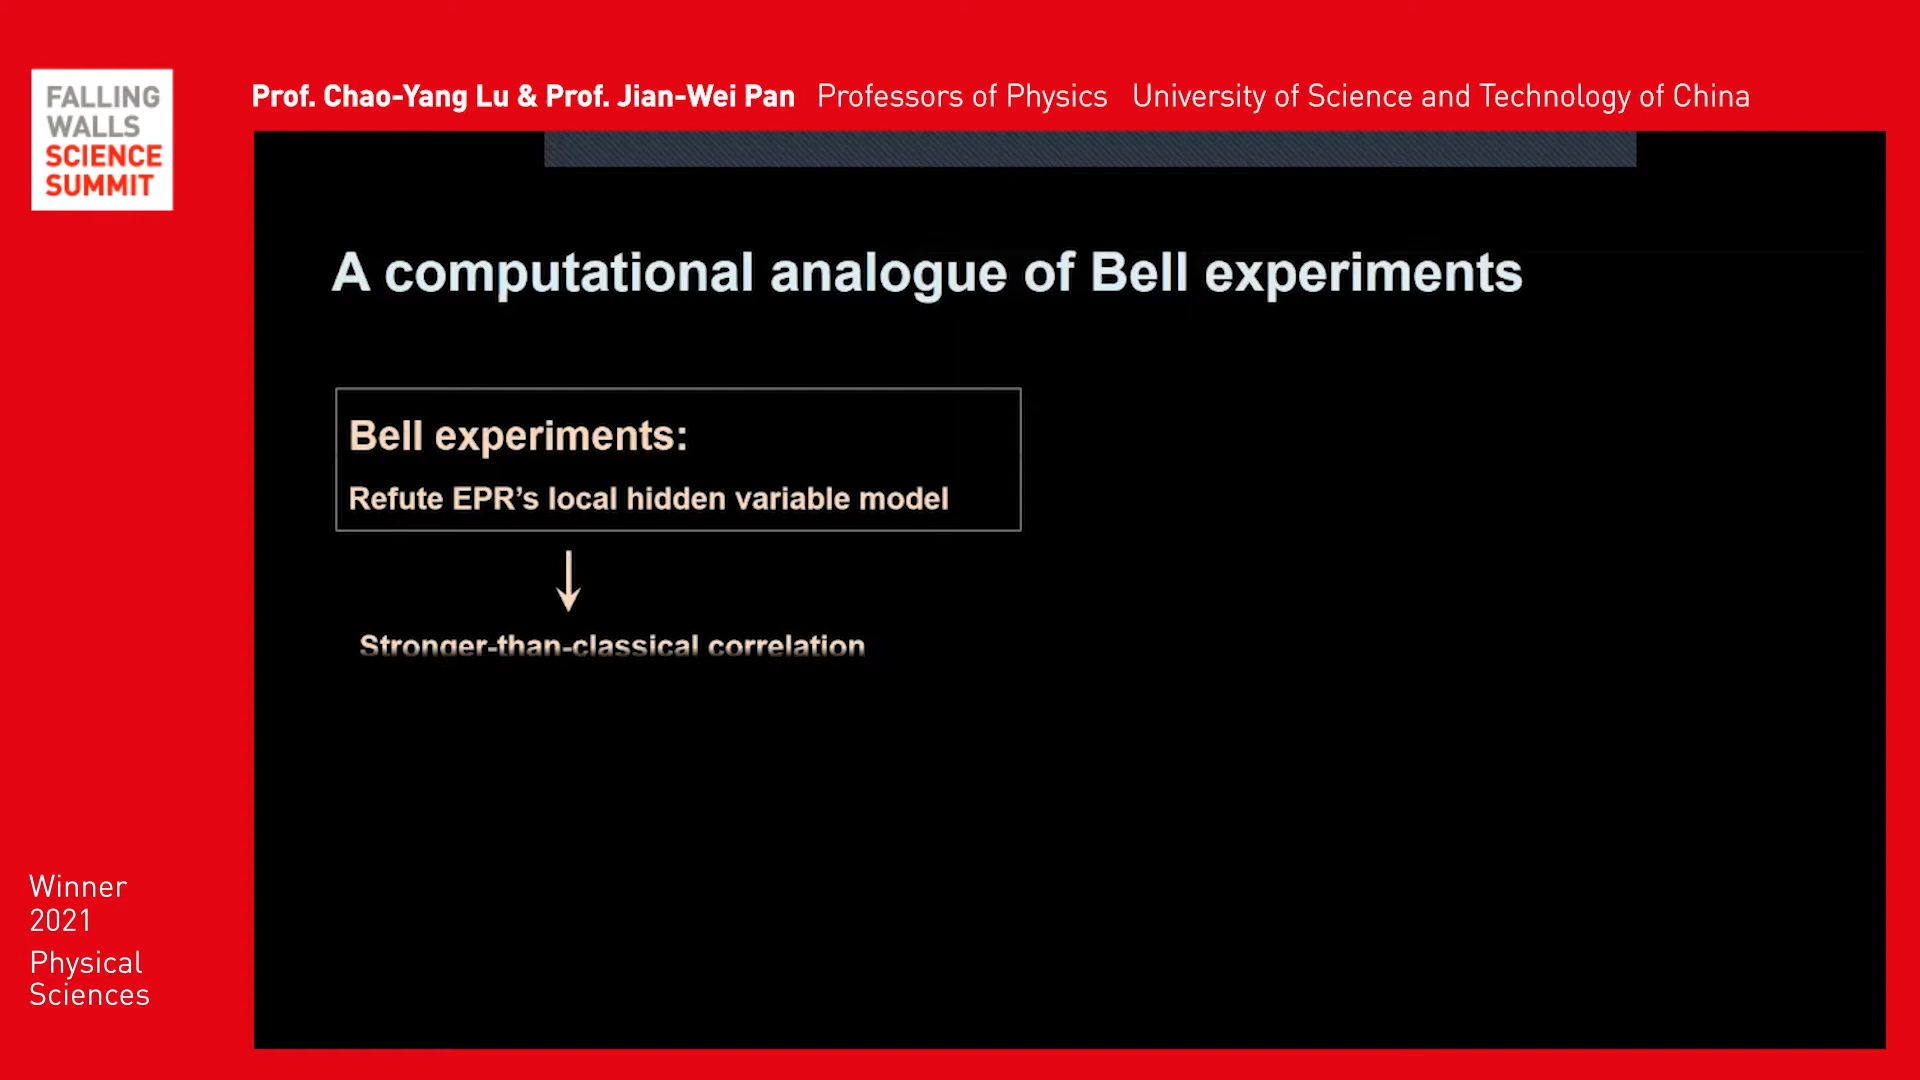 FALLING
WALLS
SCIENCE
SUMMIT
Prof. Chao-Yang Lu & Prof. Jian-Wei Pan Professors of Physics University of Science and Technology of China
A computational analogue of Bell experiments
Bell experiments:
Refute EPR’s local hidden variable model
Stronger-than-classical correlation
Winner
2021
Physical
Sciences